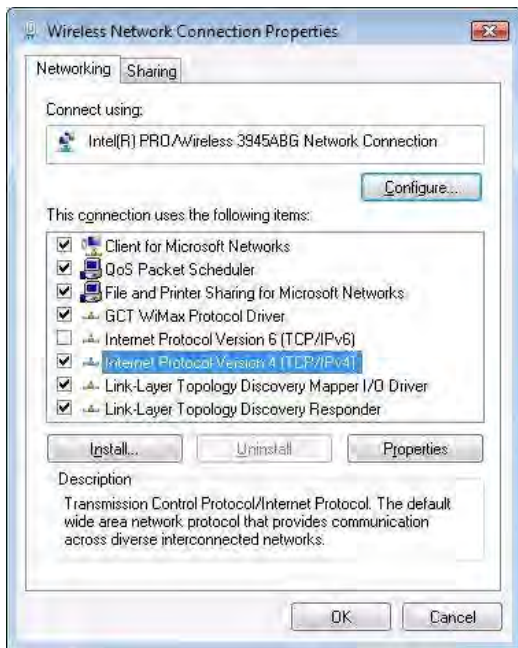 Wireless Network Connection Properties
Networking
Sharing
Connect using:
Intel(R) PRO/Wireless 3945ABG Network Connection
Configure...
This connection uses the following items:
Client for Microsoft Networks
QoS Packet Scheduler
File and Printer Sharing for Microsoft Networks
GCT WiMax Protocol Driver
Internet Protocol Version 6 (TCP/IPv6)
Internet Protocol Version 4 (TCP/IPv4)
Link-Layer Topology Discovery Mapper I/O Driver
Link-Layer Topology Discovery Responder
Install...
Uninstall
Properties
Description
Transmission Control Protocol/Internet Protocol. The default
wide area network protocol that provides communication
across diverse interconnected networks.
OK
Cancel